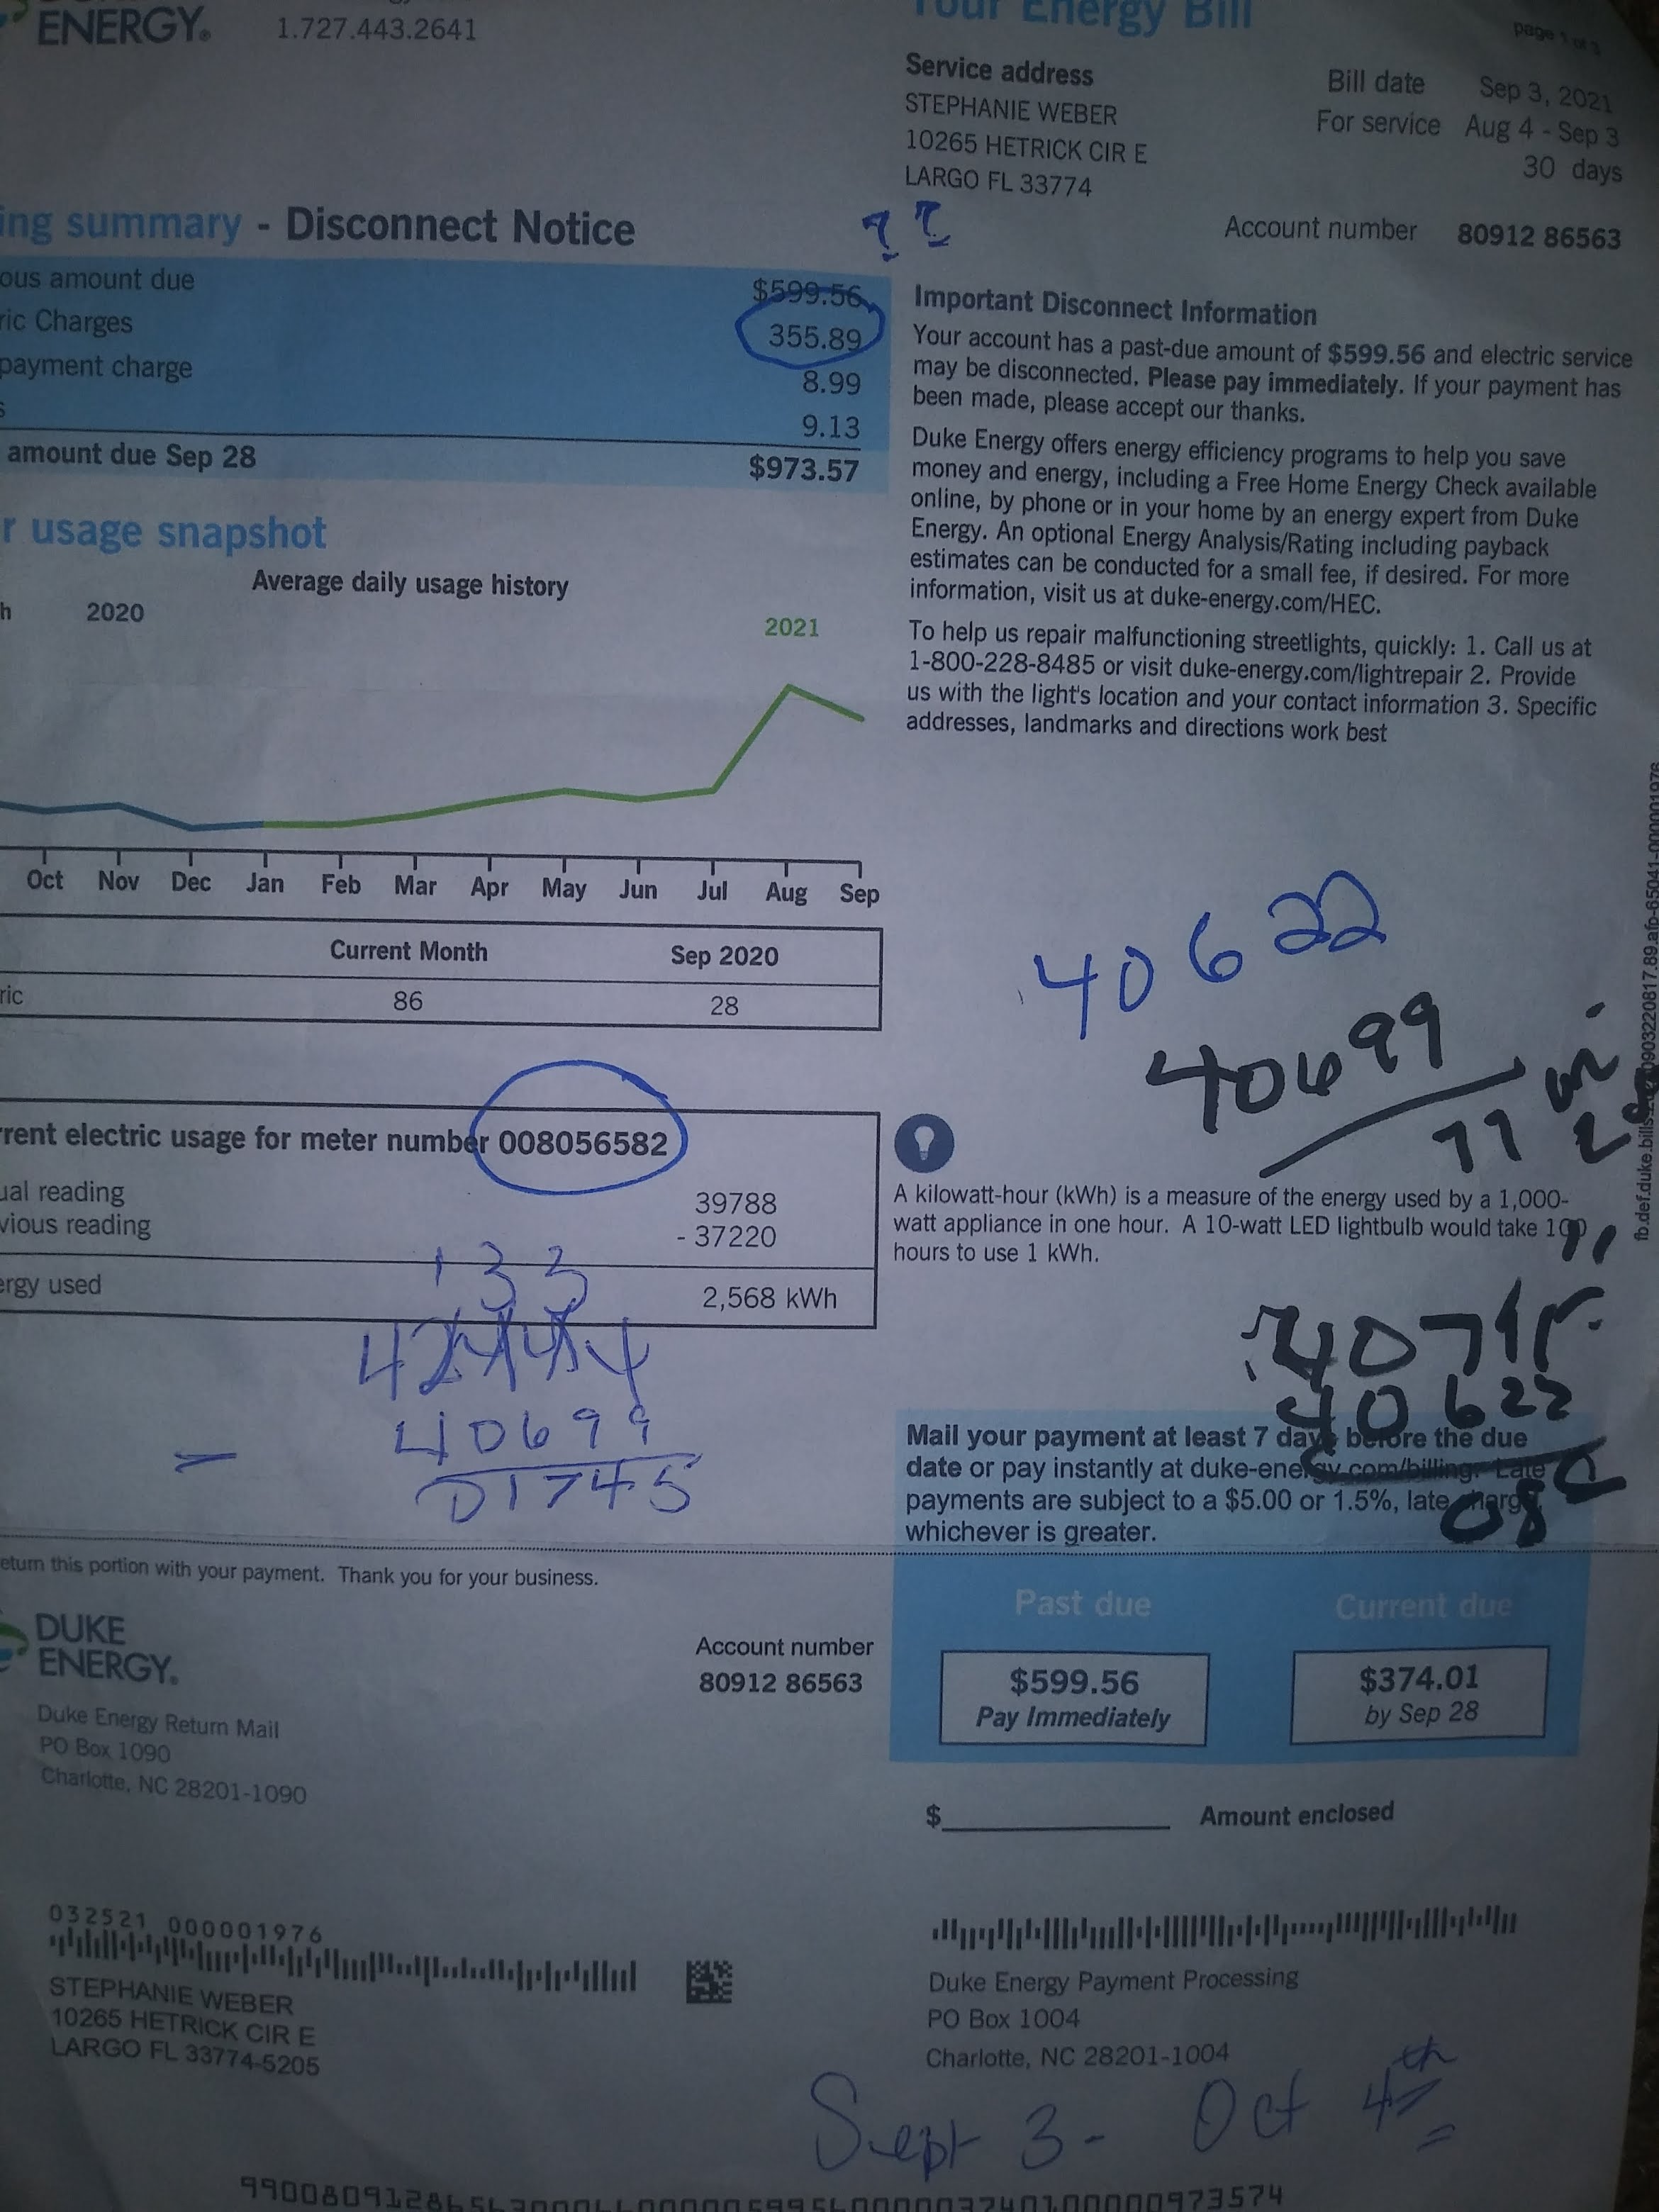 ENERGY®
1.727.443.2641
Your Energy Bill
page 1 of 3
Service address
STEPHANIE WEBER
10265 HETRICK CIR E
LARGO FL 33774
Bill date Sep 3, 2021
For service Aug 4 - Sep 3
30 days
Account number 80912 86563
ing summary - Disconnect Notice
? ?
ous amount due $599.56
ric Charges 355.89
payment charge 8.99
s 9.13
amount due Sep 28 $973.57
Important Disconnect Information
Your account has a past-due amount of $599.56 and electric service
may be disconnected. Please pay immediately. If your payment has
been made, please accept our thanks.
Duke Energy offers energy efficiency programs to help you save
money and energy, including a Free Home Energy Check available
online, by phone or in your home by an energy expert from Duke
Energy. An optional Energy Analysis/Rating including payback
estimates can be conducted for a small fee, if desired. For more
information, visit us at duke-energy.com/HEC.
To help us repair malfunctioning streetlights, quickly: 1. Call us at
1-800-228-8485 or visit duke-energy.com/lightrepair 2. Provide
us with the light's location and your contact information 3. Specific
addresses, landmarks and directions work best
r usage snapshot
Average daily usage history
h 2020
2021
Oct Nov Dec Jan Feb Mar Apr May Jun Jul Aug Sep
Current Month Sep 2020
ric 86 28
40622
40699
77
rrent electric usage for meter number 008056582
ual reading 39788
vious reading - 37220
ergy used 2,568 kWh
1 3 3
42444
- 40699
01745
A kilowatt-hour (kWh) is a measure of the energy used by a 1,000-
watt appliance in one hour. A 10-watt LED lightbulb would take 100
hours to use 1 kWh.
40622
Mail your payment at least 7 days before the due
date or pay instantly at duke-energy.com/billing. Late
payments are subject to a $5.00 or 1.5%, late charge,
whichever is greater.
eturn this portion with your payment. Thank you for your business.
DUKE
ENERGY®
Duke Energy Return Mail
PO Box 1090
Charlotte, NC 28201-1090
Account number
80912 86563
Past due
$599.56
Pay Immediately
Current due
$374.01
by Sep 28
$ Amount enclosed
032521 000001976
STEPHANIE WEBER
10265 HETRICK CIR E
LARGO FL 33774-5205
Duke Energy Payment Processing
PO Box 1004
Charlotte, NC 28201-1004
Sept 3 - Oct 4th